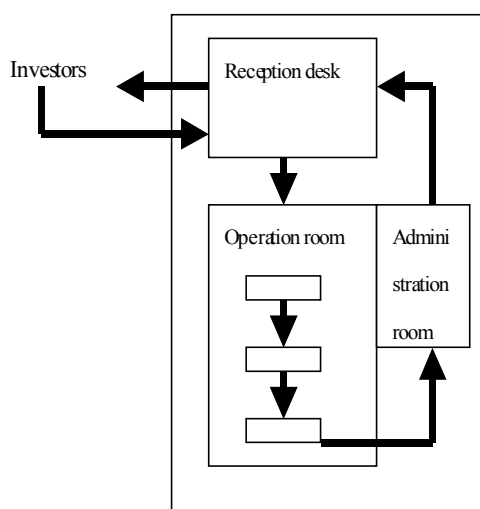 Investors
Reception desk
Operation room
Admini
stration
room